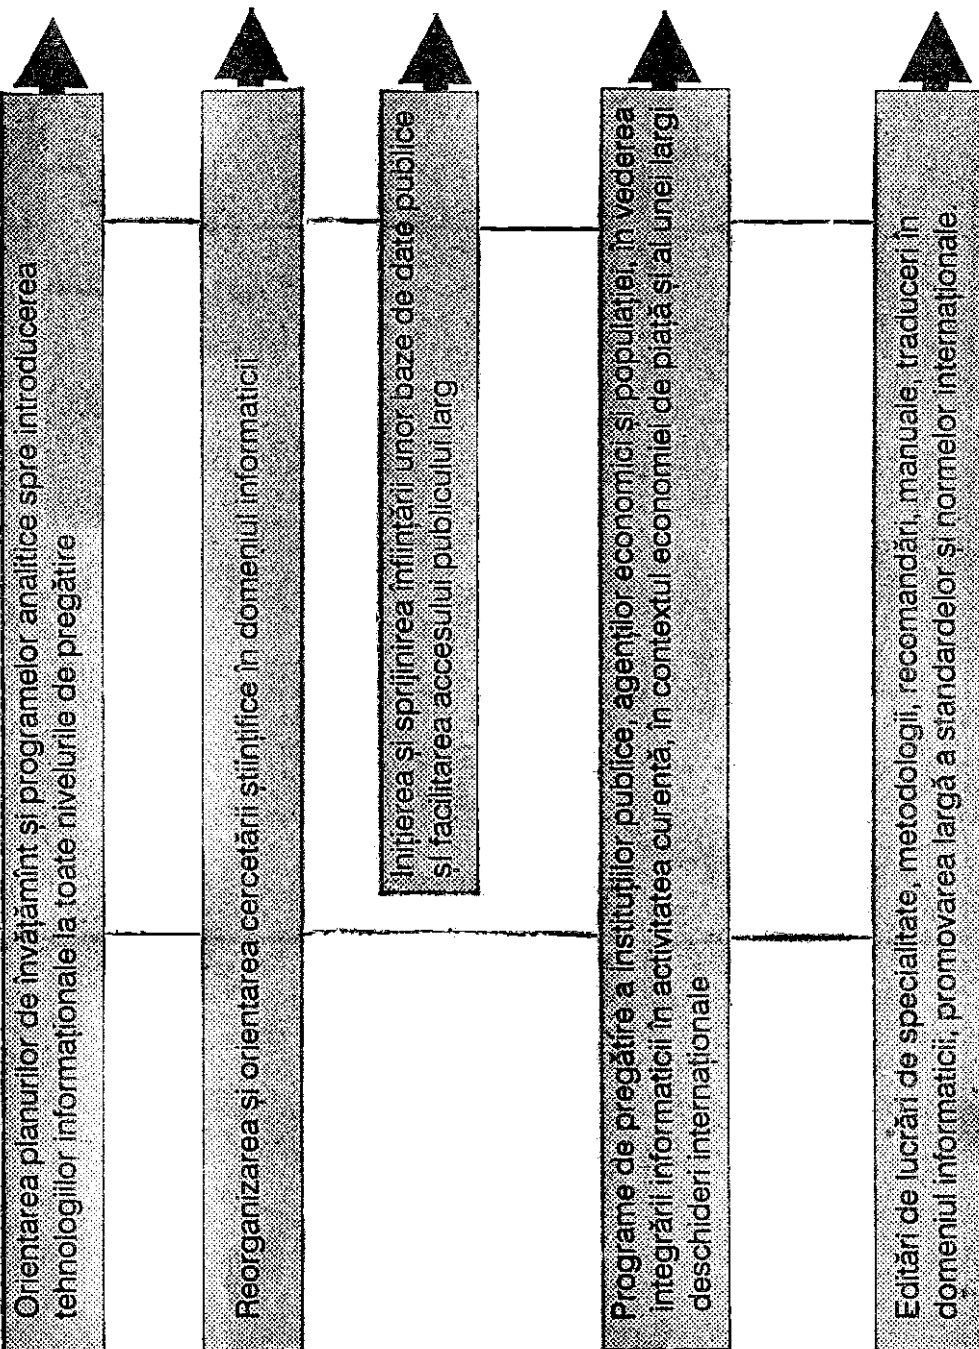 Orientarea planurilor de învățămînt și programelor analitice spre introducerea
tehnologiilor informaționale la toate nivelurile de pregătire
Reorganizarea și orientarea cercetării științifice în domeniul informaticii
Inițierea și sprijinirea înființării unor baze de date publice
și facilitarea accesului publicului larg
Programe de pregătire a instituțiilor publice, agenților economici și populației, în vederea
integrării informaticii în activitatea curentă, în contextul economiei de piață și al unei largi
deschideri internaționale
Editări de lucrări de specialitate, metodologii, recomandări, manuale, traduceri în
domeniul informaticii, promovarea largă a standardelor și normelor internaționale.